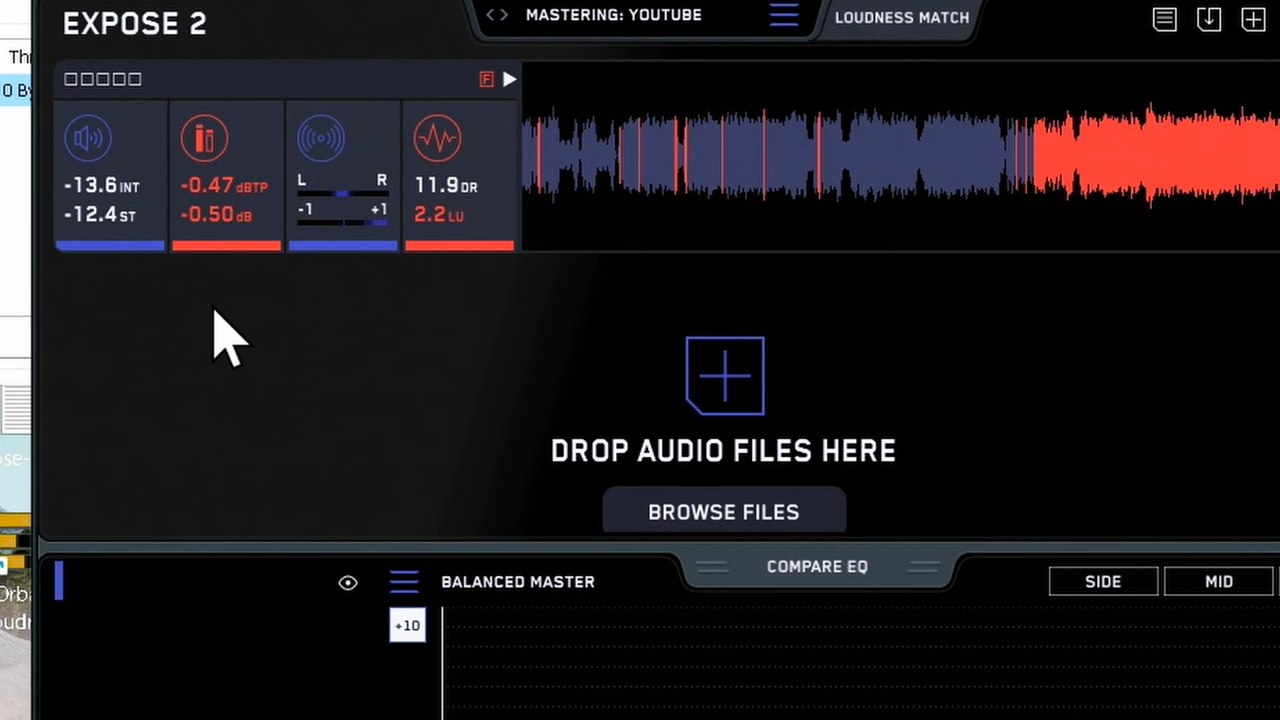 EXPOSE 2
<> MASTERING: YOUTUBE
LOUDNESS MATCH
□□□□□
F
-13.6 INT
-12.4 ST
-0.47 dBTP
-0.50 dB
L R
-1 +1
11.9 DR
2.2 LU
DROP AUDIO FILES HERE
BROWSE FILES
COMPARE EQ
BALANCED MASTER
SIDE
MID
+10